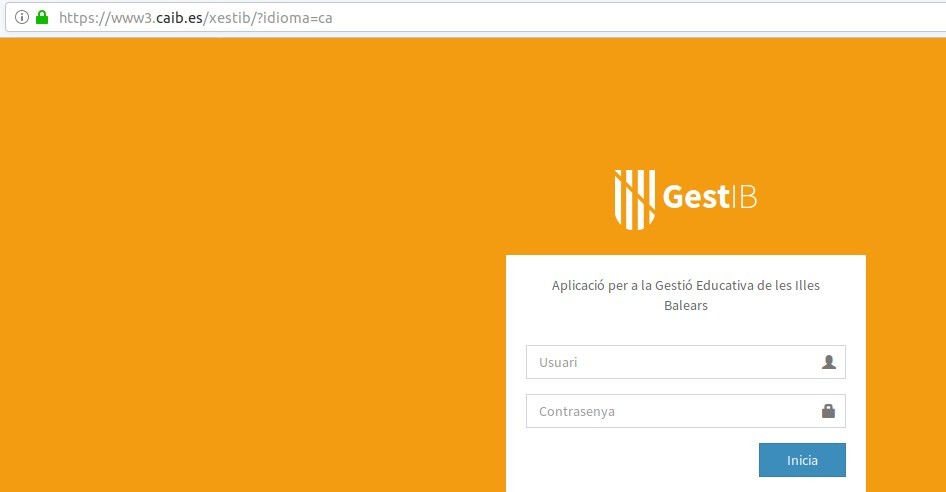 https://www3.caib.es/xestib/?idioma=ca
GestIB
Aplicació per a la Gestió Educativa de les Illes
Balears
Usuari
Contrasenya
Inicia